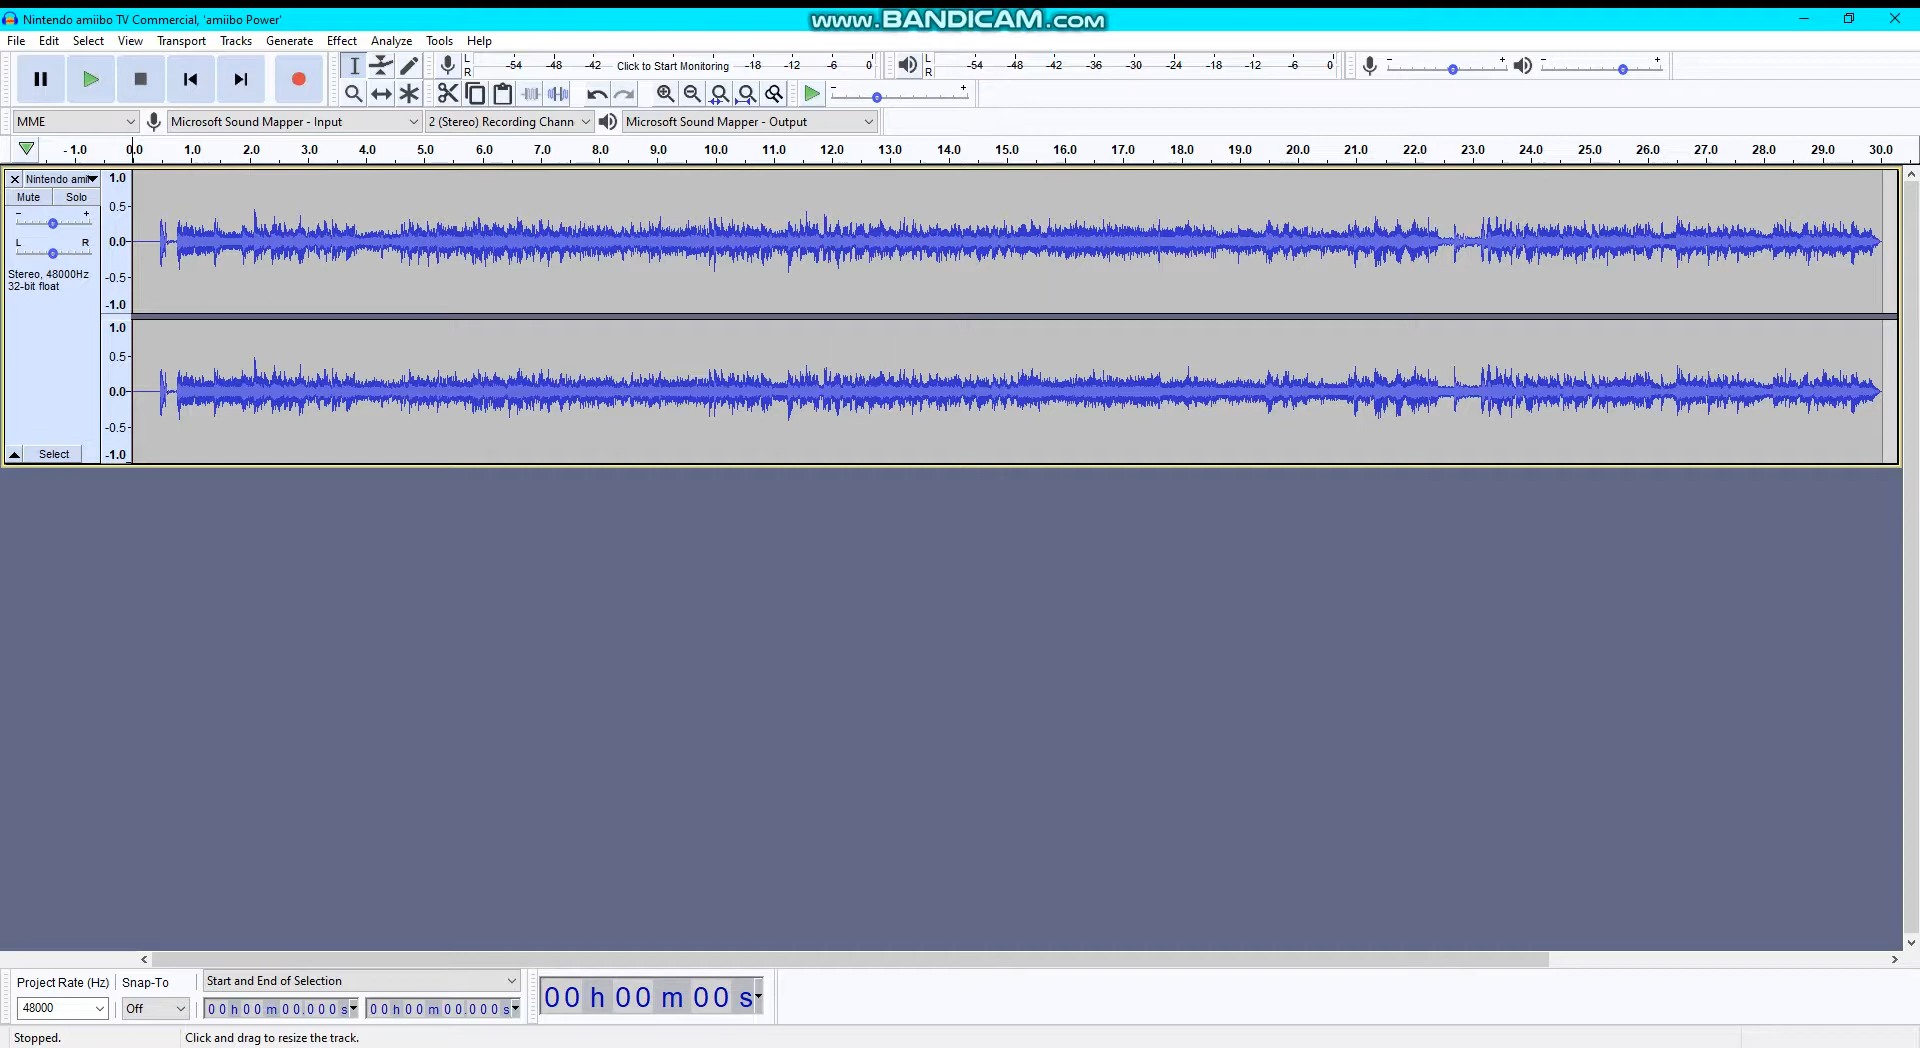 Nintendo amiibo TV Commercial, 'amiibo Power'
www.BANDICAM.com
File Edit Select View Transport Tracks Generate Effect Analyze Tools Help
L R -54 -48 -42 Click to Start Monitoring -18 -12 -6 0
L R -54 -48 -42 -36 -30 -24 -18 -12 -6 0
- +
- +
- +
MME Microsoft Sound Mapper - Input 2 (Stereo) Recording Chann Microsoft Sound Mapper - Output
-1.0 0.0 1.0 2.0 3.0 4.0 5.0 6.0 7.0 8.0 9.0 10.0 11.0 12.0 13.0 14.0 15.0 16.0 17.0 18.0 19.0 20.0 21.0 22.0 23.0 24.0 25.0 26.0 27.0 28.0 29.0 30.0
Nintendo ami
Mute Solo
- +
L R
Stereo, 48000Hz
32-bit float
1.0
0.5
0.0
-0.5
-1.0
1.0
0.5
0.0
-0.5
-1.0
Select
Project Rate (Hz) Snap-To Start and End of Selection
48000 Off 00h00m00.000s 00h00m00.000s
00h00m00s
Stopped. Click and drag to resize the track.